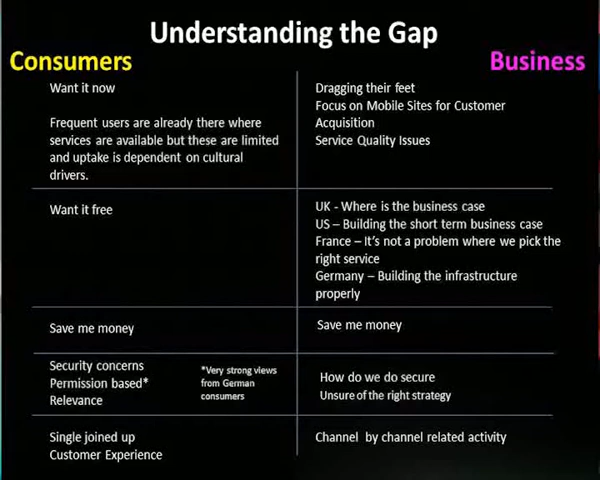 Understanding the Gap
Consumers
Business
Want it now
Frequent users are already there where
services are available but these are limited
and uptake is dependent on cultural
drivers.
Dragging their feet
Focus on Mobile Sites for Customer
Acquisition
Service Quality Issues
Want it free
UK - Where is the business case
US – Building the short term business case
France – It's not a problem where we pick the
right service
Germany – Building the infrastructure
properly
Save me money
Save me money
Security concerns
Permission based*
Relevance
*Very strong views
from German
consumers
How do we do secure
Unsure of the right strategy
Single joined up
Customer Experience
Channel by channel related activity